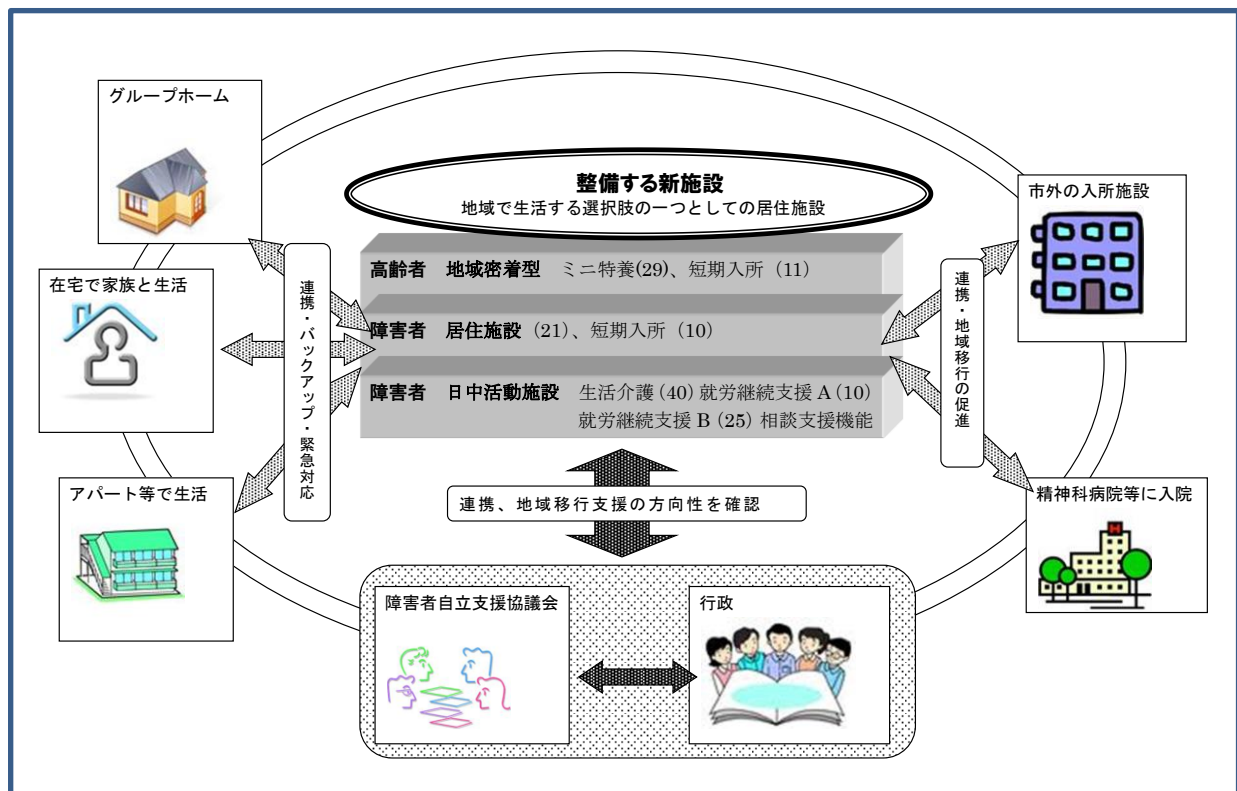 グループホーム
整備する新施設
地域で生活する選択肢の一つとしての居住施設
市外の入所施設
高齢者 地域密着型 ミニ特養(29)、短期入所(11)
在宅で家族と生活
連携・バックアップ・緊急対応
障害者 居住施設(21)、短期入所(10)
連携・地域移行の促進
障害者 日中活動施設 生活介護(40)就労継続支援A(10)
就労継続支援B(25)相談支援機能
アパート等で生活
連携、地域移行支援の方向性を確認
精神科病院等に入院
H
障害者自立支援協議会
行政